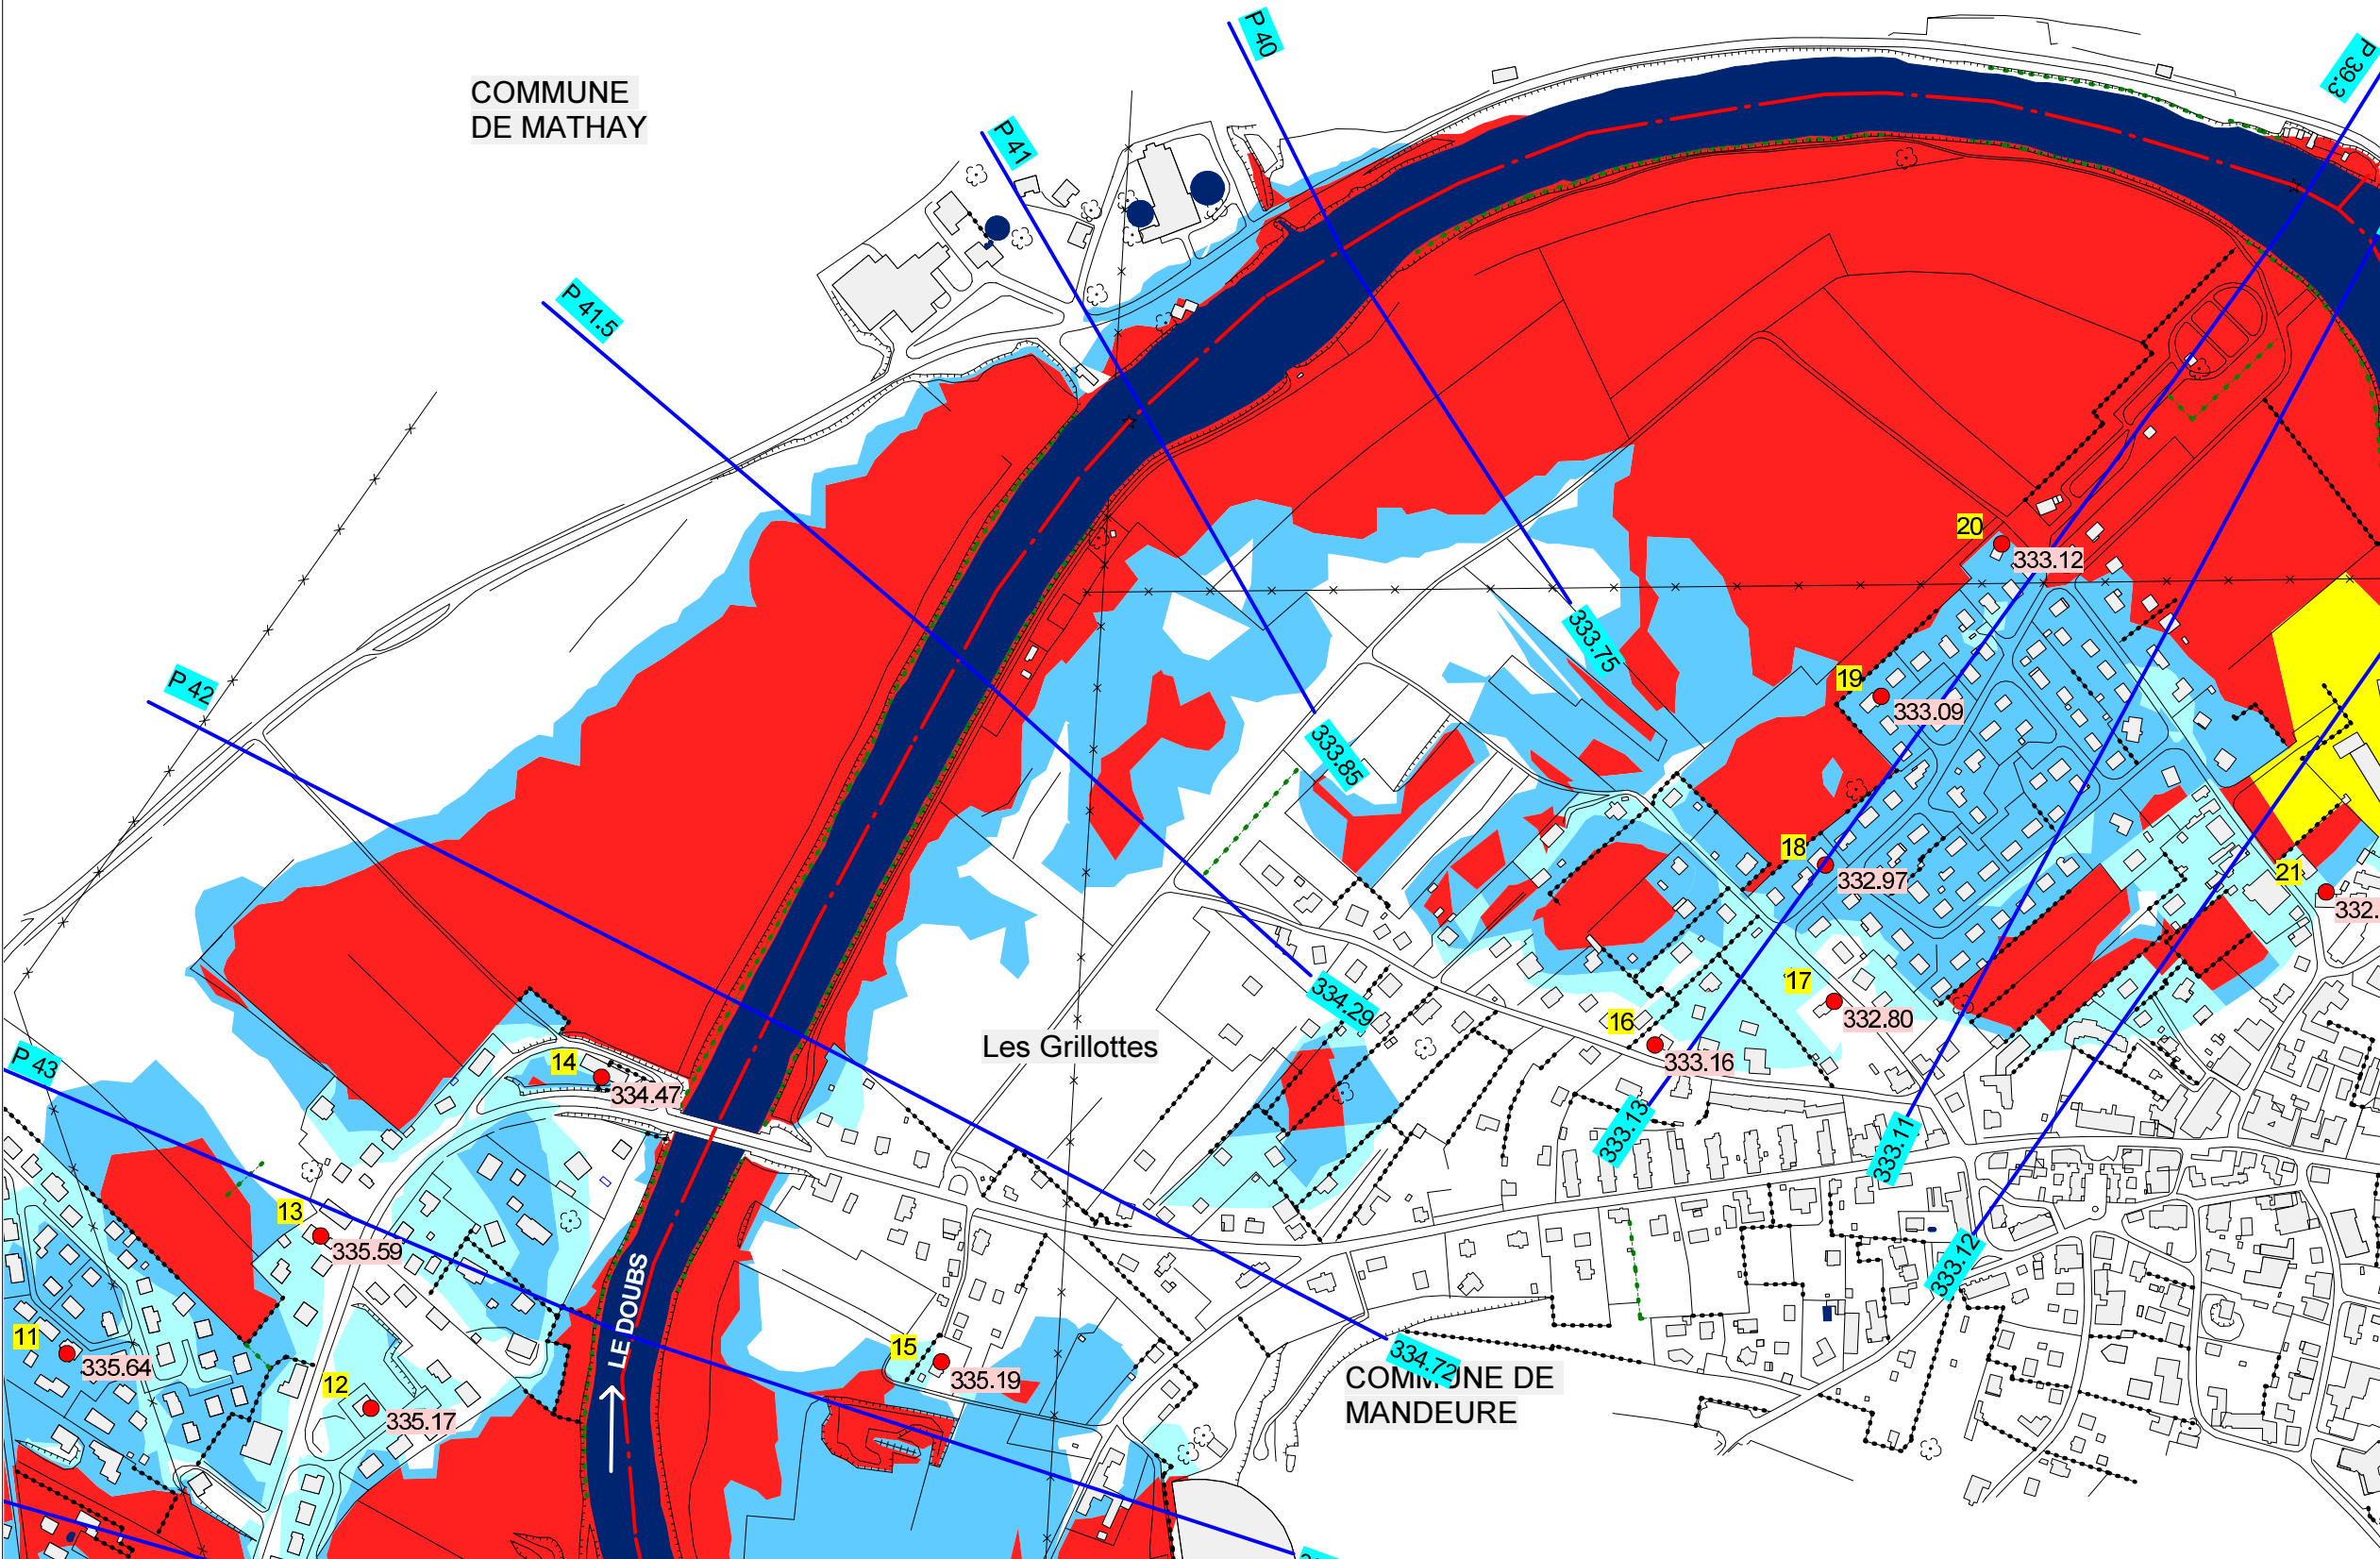 P 40
P 39.3
COMMUNE
DE MATHAY
P 41
P 41.5
20
333.12
333.75
P 42
19
333.09
333.85
18
332.97
21
332.
17
332.80
334.29
16
333.16
Les Grillottes
P 43
14
334.47
333.13
333.11
13
335.59
333.12
LE DOUBS
11
335.64
15
335.19
334.72
COMMUNE DE
MANDEURE
12
335.17